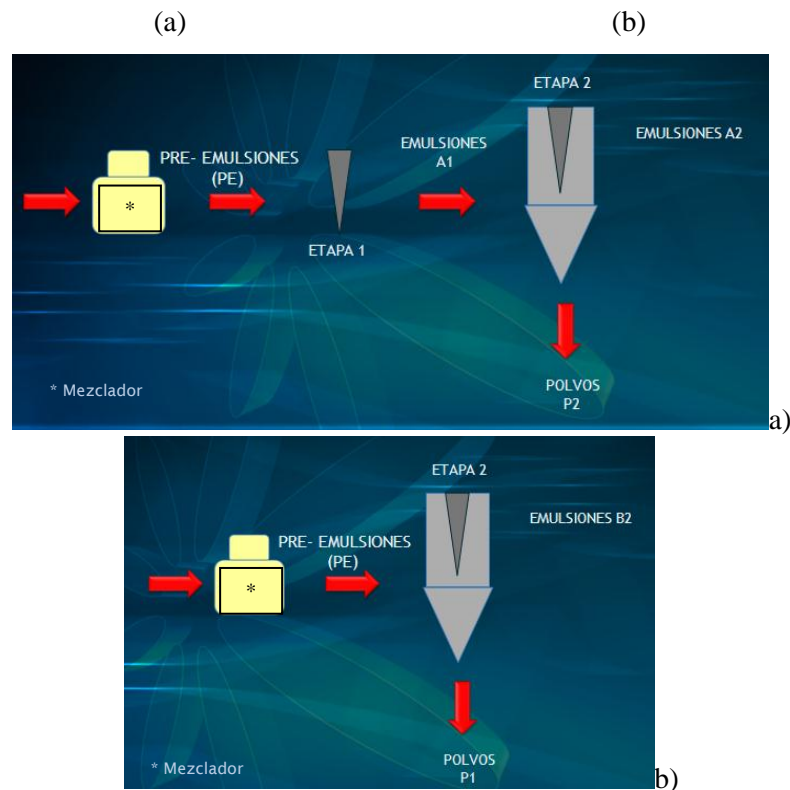 (a) (b)
ETAPA 2
EMULSIONES A2
EMULSIONES
A1
PRE- EMULSIONES
(PE)
*
ETAPA 1
POLVOS
P2
* Mezclador
a)
ETAPA 2
EMULSIONES B2
PRE- EMULSIONES
(PE)
*
POLVOS
P1
* Mezclador
b)